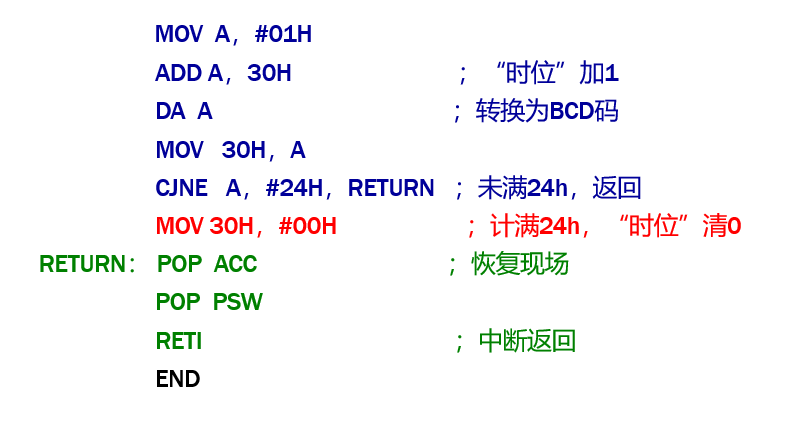 MOV A，#01H
ADD A，30H ；“时位”加1
DA A ；转换为BCD码
MOV 30H，A
CJNE A，#24H，RETURN ；未满24h，返回
MOV 30H，#00H ；计满24h，“时位”清0
RETURN： POP ACC ；恢复现场
POP PSW
RETI ；中断返回
END